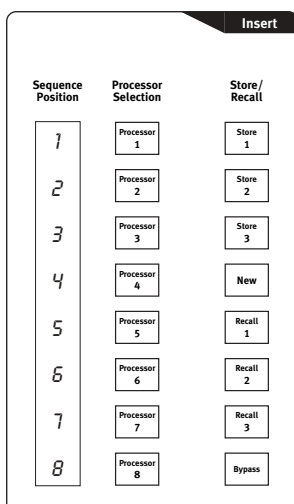 Insert
Sequence Position
Processor Selection
Store/ Recall
1
Processor 1
Store 1
2
Processor 2
Store 2
3
Processor 3
Store 3
4
Processor 4
New
5
Processor 5
Recall 1
6
Processor 6
Recall 2
7
Processor 7
Recall 3
8
Processor 8
Bypass